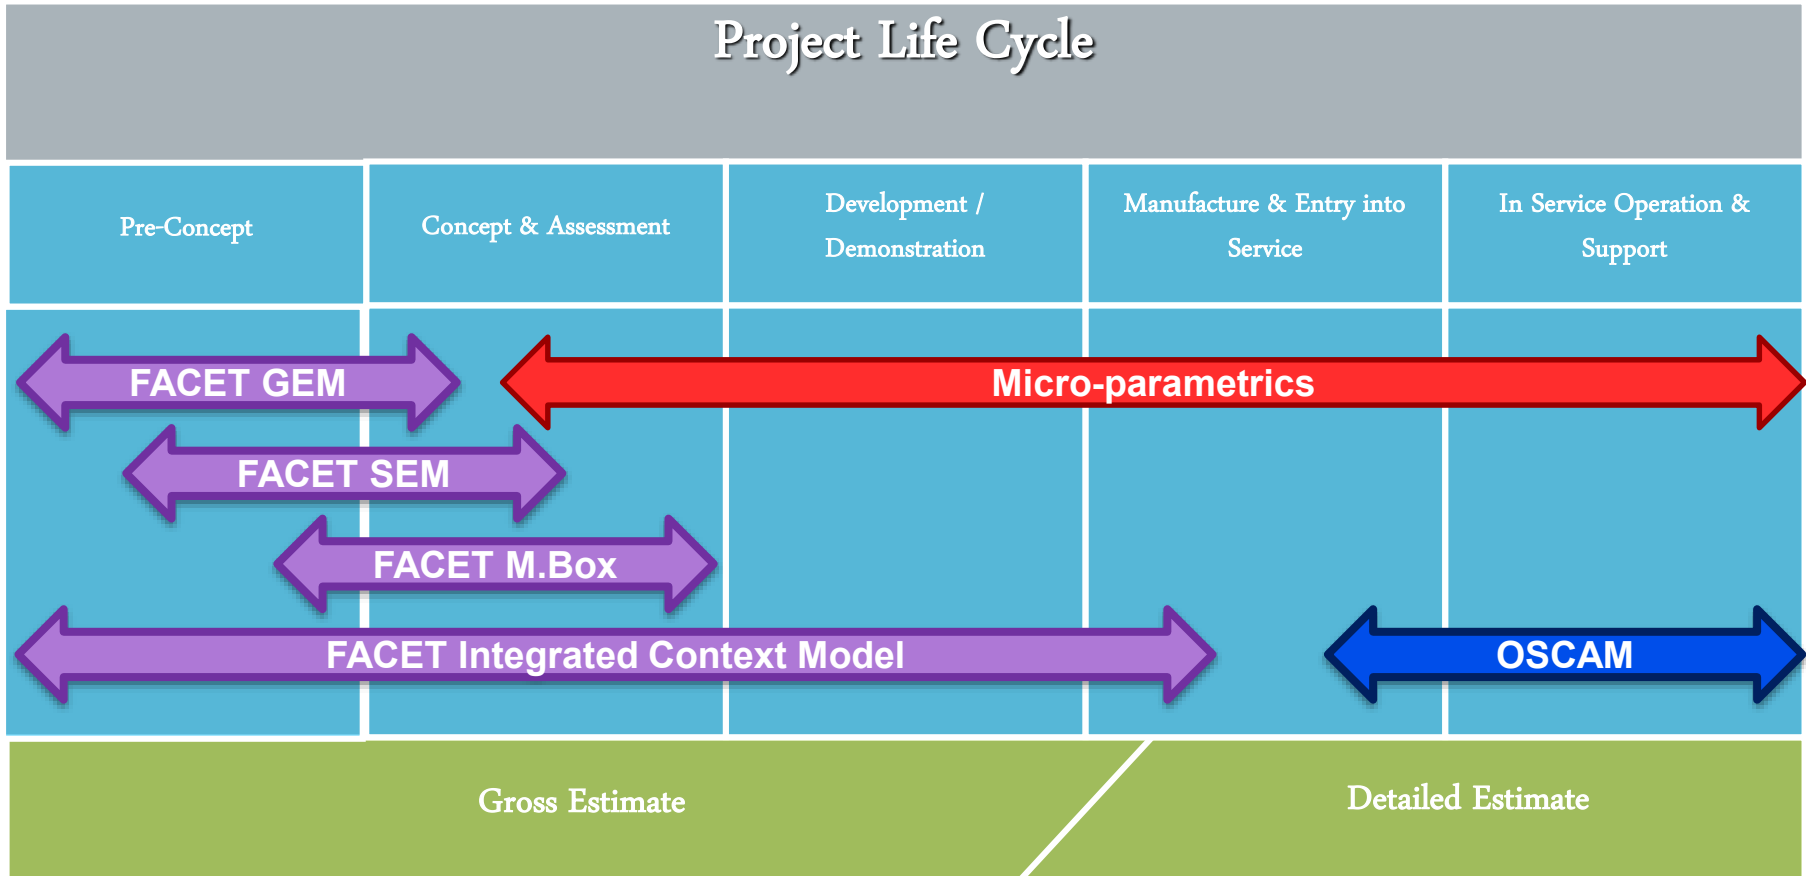 Project Life Cycle
Pre-Concept
Concept & Assessment
Development /
Demonstration
Manufacture & Entry into
Service
In Service Operation &
Support
FACET GEM
Micro-parametrics
FACET SEM
FACET M.Box
FACET Integrated Context Model
OSCAM
Gross Estimate
Detailed Estimate